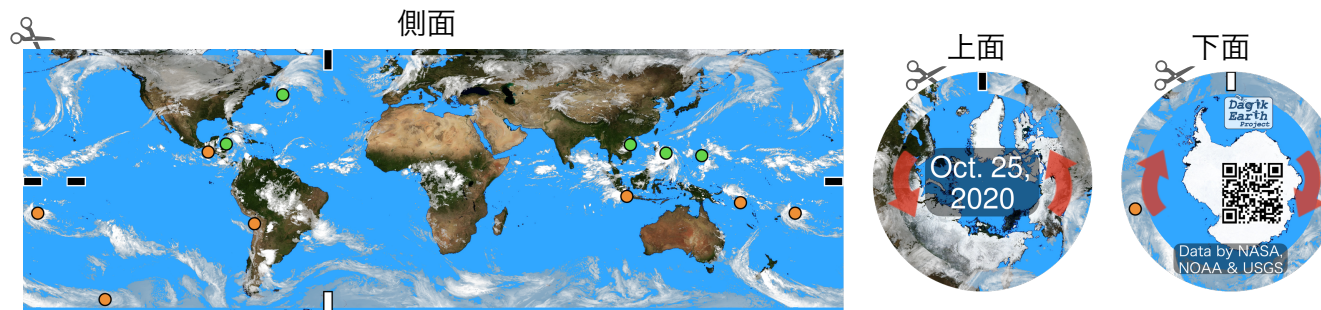 側面
上面
下面
Oct. 25,
2020
Dagik
Earth
Project
Data by NASA,
NOAA & USGS